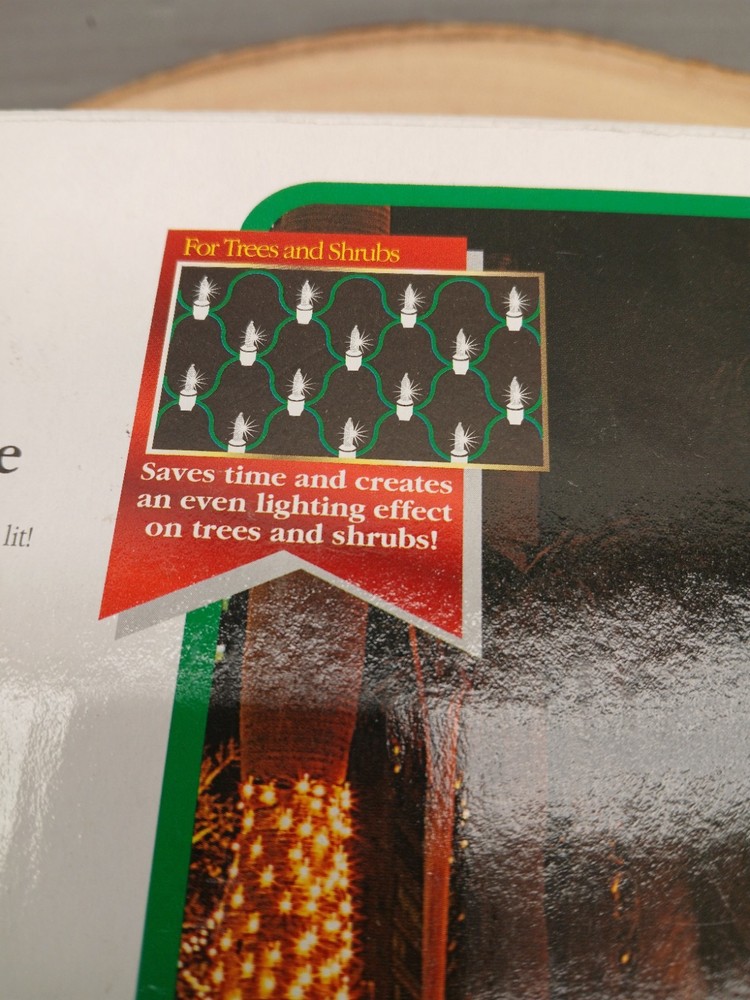 For Trees and Shrubs
e
lit!
Saves time and creates
an even lighting effect
on trees and shrubs!